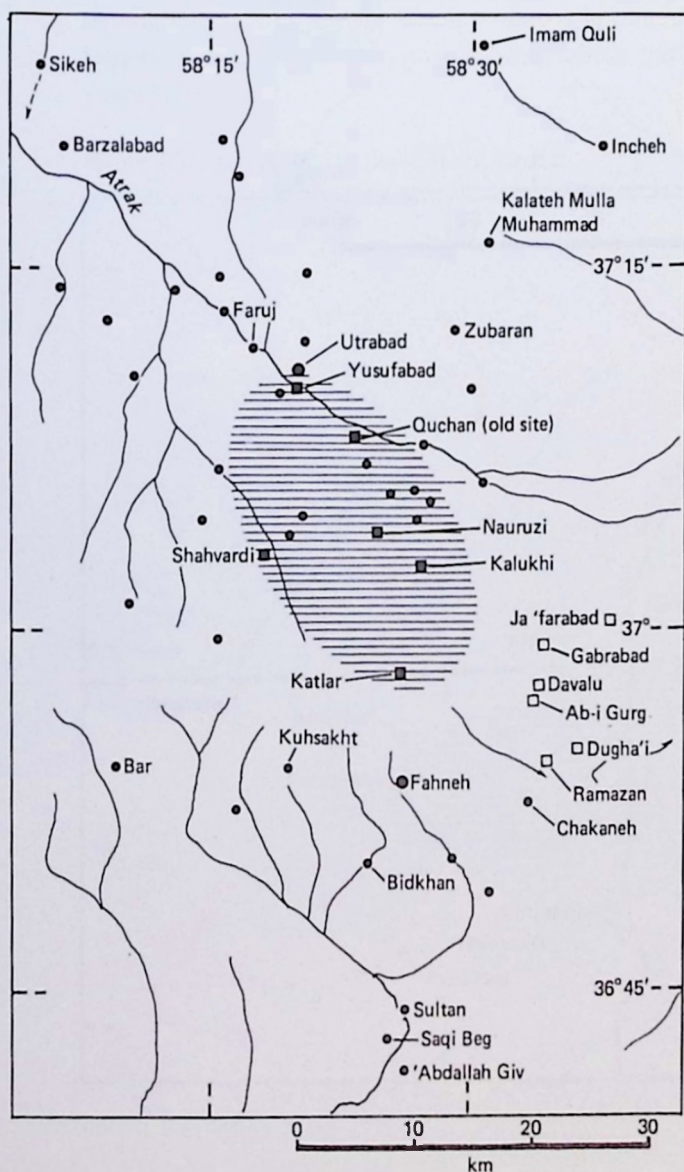 Imam Quli
Sikeh
58°15′
58°30′
Barzalabad
Incheh
Atrak
Kalateh Mulla
Muhammad
37°15′
Faruj
Zubaran
Utrabad
Yusufabad
Quchan (old site)
Nauruzi
Shahvardi
Kalukhi
Ja‘farabad
37°
Gabrabad
Katlar
Davalu
Ab-i Gurg
Kuhsakht
Dugha’i
Bar
Fahneh
Ramazan
Chakaneh
Bidkhan
36°45′
Sultan
Saqi Beg
‘Abdallah Giv
0 10 20 30
km